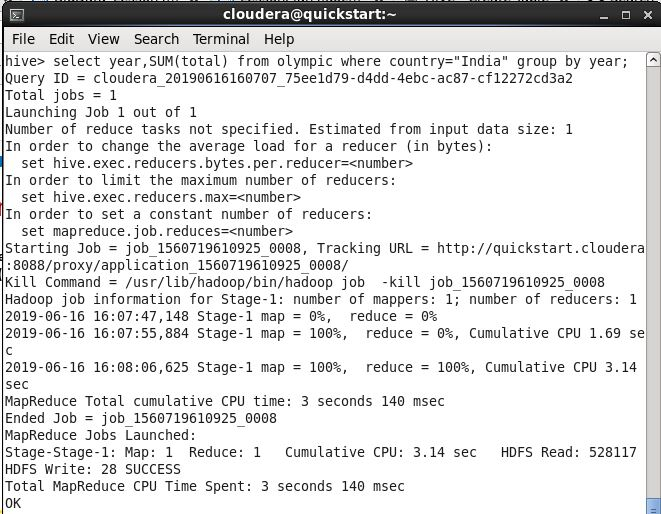 cloudera@quickstart:~
File Edit View Search Terminal Help
hive> select year,SUM(total) from olympic where country="India" group by year;
Query ID = cloudera_20190616160707_75ee1d79-d4dd-4ebc-ac87-cf12272cd3a2
Total jobs = 1
Launching Job 1 out of 1
Number of reduce tasks not specified. Estimated from input data size: 1
In order to change the average load for a reducer (in bytes):
  set hive.exec.reducers.bytes.per.reducer=<number>
In order to limit the maximum number of reducers:
  set hive.exec.reducers.max=<number>
In order to set a constant number of reducers:
  set mapreduce.job.reduces=<number>
Starting Job = job_1560719610925_0008, Tracking URL = http://quickstart.cloudera
:8088/proxy/application_1560719610925_0008/
Kill Command = /usr/lib/hadoop/bin/hadoop job  -kill job_1560719610925_0008
Hadoop job information for Stage-1: number of mappers: 1; number of reducers: 1
2019-06-16 16:07:47,148 Stage-1 map = 0%,  reduce = 0%
2019-06-16 16:07:55,884 Stage-1 map = 100%,  reduce = 0%, Cumulative CPU 1.69 se
c
2019-06-16 16:08:06,625 Stage-1 map = 100%,  reduce = 100%, Cumulative CPU 3.14
sec
MapReduce Total cumulative CPU time: 3 seconds 140 msec
Ended Job = job_1560719610925_0008
MapReduce Jobs Launched:
Stage-Stage-1: Map: 1  Reduce: 1   Cumulative CPU: 3.14 sec   HDFS Read: 528117
HDFS Write: 28 SUCCESS
Total MapReduce CPU Time Spent: 3 seconds 140 msec
OK